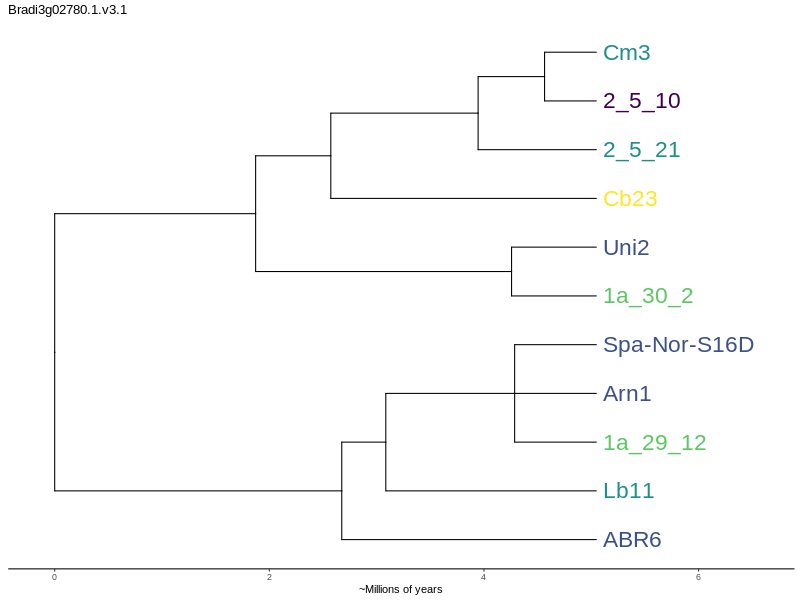 Bradi3g02780.1.v3.1
Cm3
2_5_10
2_5_21
Cb23
Uni2
1a_30_2
Spa-Nor-S16D
Arn1
1a_29_12
Lb11
ABR6
0 2 4 6
~Millions of years